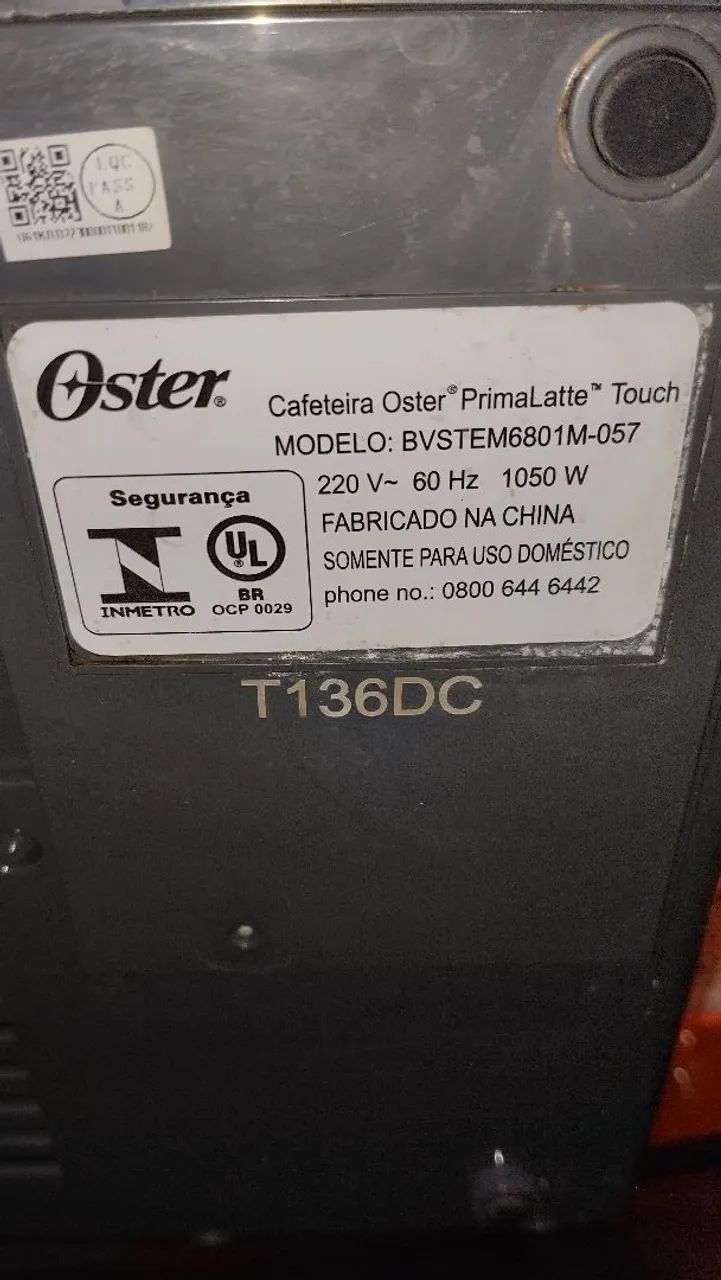 I.QC
PASS
A
Oster®
Cafeteira Oster® PrimaLatte™ Touch
MODELO: BVSTEM6801M-057
220 V~ 60 Hz 1050 W
FABRICADO NA CHINA
SOMENTE PARA USO DOMÉSTICO
phone no.: 0800 644 6442
Segurança
UL®
INMETRO
BR
OCP 0029
T136DC